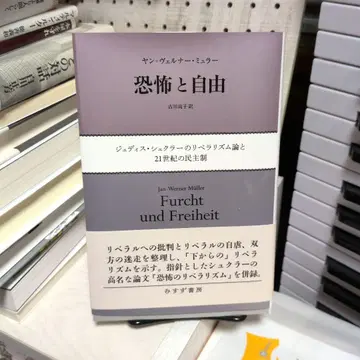 ヤン-ヴェルナー・ミュラー
恐怖と自由
古川高子訳
ジュディス・シュクラーのリベラリズム論と
21世紀の民主制
Jan-Werner Müller
Furcht
und Freiheit
リベラルへの批判とリベラルの自虐、双
方の迷走を整理し、「下からの」リベラ
リズムを示す。指針としたシュクラーの
高名な論文「恐怖のリベラリズム」を併録。
みすず書房